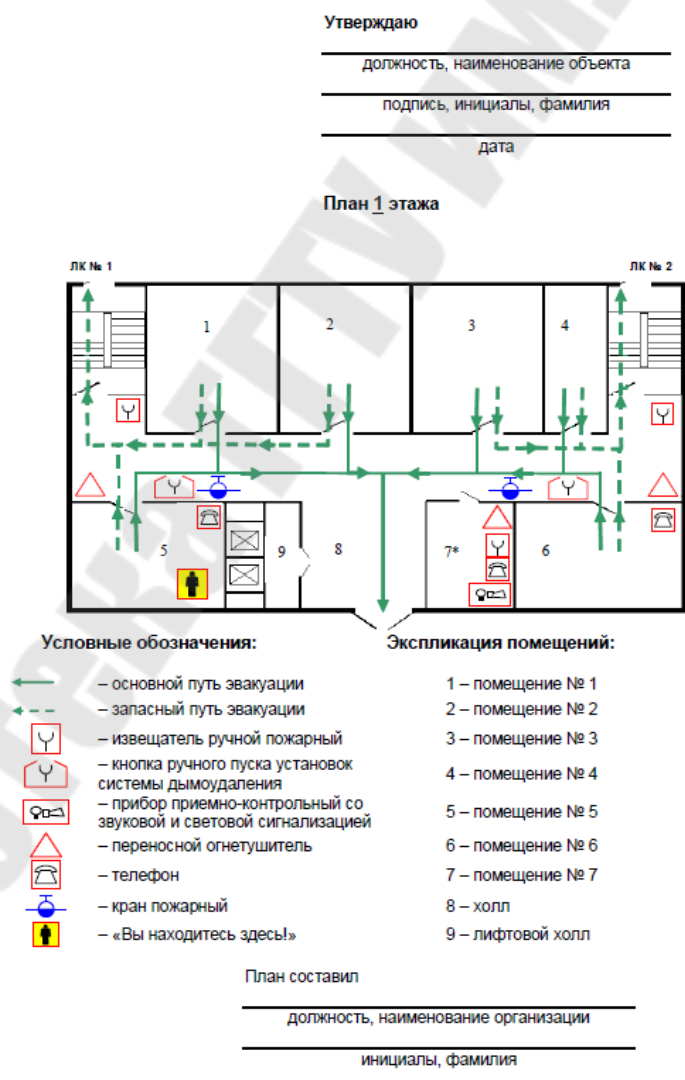 Утверждаю
должность, наименование объекта
подпись, инициалы, фамилия
дата
План 1 этажа
ЛК № 1
ЛК № 2
1
2
3
4
5
9
8
7*
6
Условные обозначения:
– основной путь эвакуации
– запасный путь эвакуации
– извещатель ручной пожарный
– кнопка ручного пуска установок
системы дымоудаления
– прибор приемно-контрольный со
звуковой и световой сигнализацией
– переносной огнетушитель
– телефон
– кран пожарный
– «Вы находитесь здесь!»
Экспликация помещений:
1 – помещение № 1
2 – помещение № 2
3 – помещение № 3
4 – помещение № 4
5 – помещение № 5
6 – помещение № 6
7 – помещение № 7
8 – холл
9 – лифтовой холл
План составил
должность, наименование организации
инициалы, фамилия